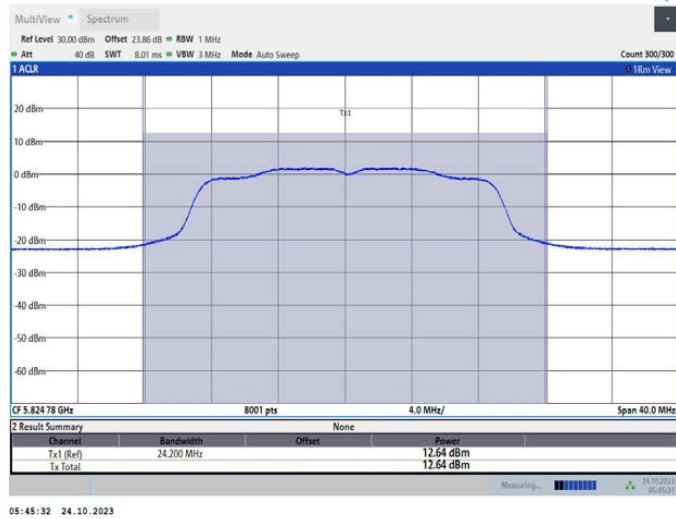 MultiView Spectrum
Ref Level 30.00 dBm Offset 23.86 dB RBW 1 MHz
Att 40 dB SWT 8.01 ms VBW 3 MHz Mode Auto Sweep Count 300/300
1 ACLR 1Rm View
Tx1
20 dBm
10 dBm
0 dBm
-10 dBm
-20 dBm
-30 dBm
-40 dBm
-50 dBm
-60 dBm
CF 5.824 78 GHz 8001 pts 4.0 MHz/ Span 40.0 MHz
2 Result Summary None
Channel Bandwidth Offset Power
Tx1 (Ref) 24.200 MHz 12.64 dBm
Tx Total 12.64 dBm
Measuring... 24.10.2023
05:45:31
05:45:32 24.10.2023